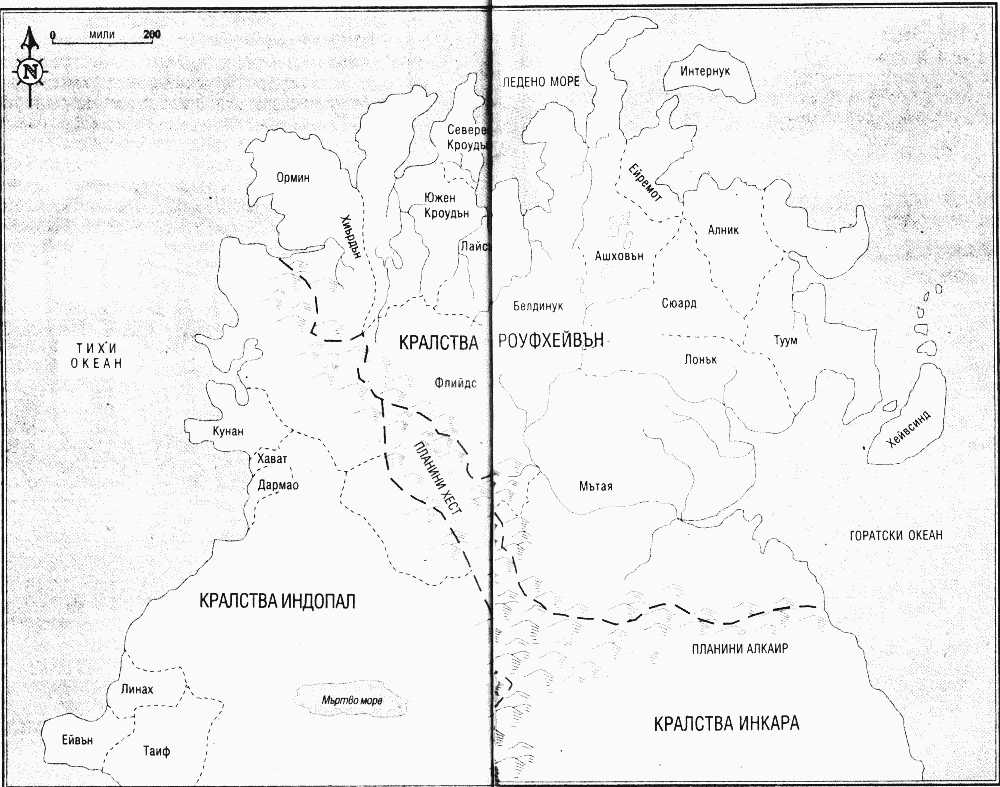 0 МИЛИ 200
N
ЛЕДЕНО МОРЕ
Интернук
Севере
Кроудъ
Ормин
Ейремот
Южен
Кроудън
Хиърдън
Алник
Лайс
Ашховън
Белдинук
Сюард
КРАЛСТВА РОУФХЕЙВЪН
Туум
ТИХИ
ОКЕАН
Лонък
Флийдс
Хейвсинд
Кунан
Хават
Дармао
ПЛАНИНИ ХЕСТ
Мътая
ГОРАТСКИ ОКЕАН
КРАЛСТВА ИНДОПАЛ
ПЛАНИНИ АЛКАИР
Линах
Мъртво море
КРАЛСТВА ИНКАРА
Ейвън
Таиф